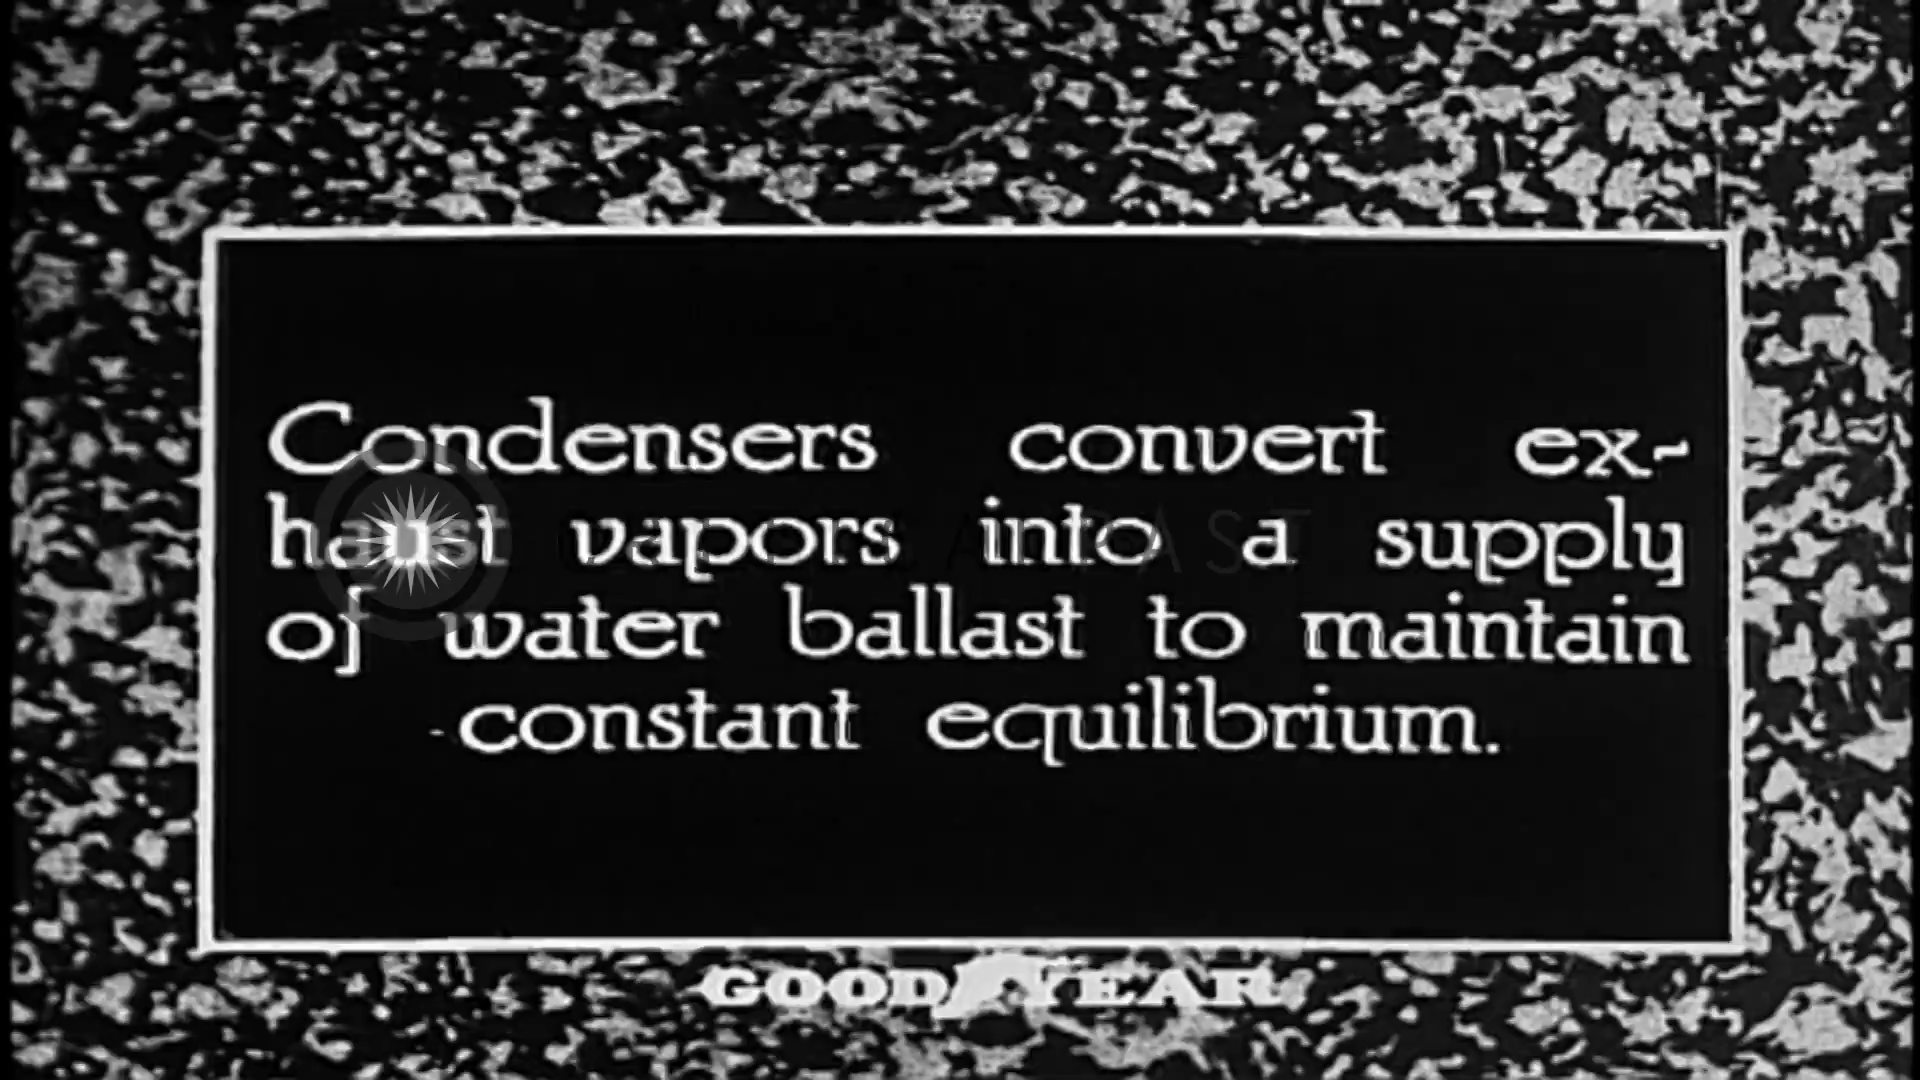 Condensers convert ex-
haust vapors into a supply
of water ballast to maintain
constant equilibrium.
GOODYEAR